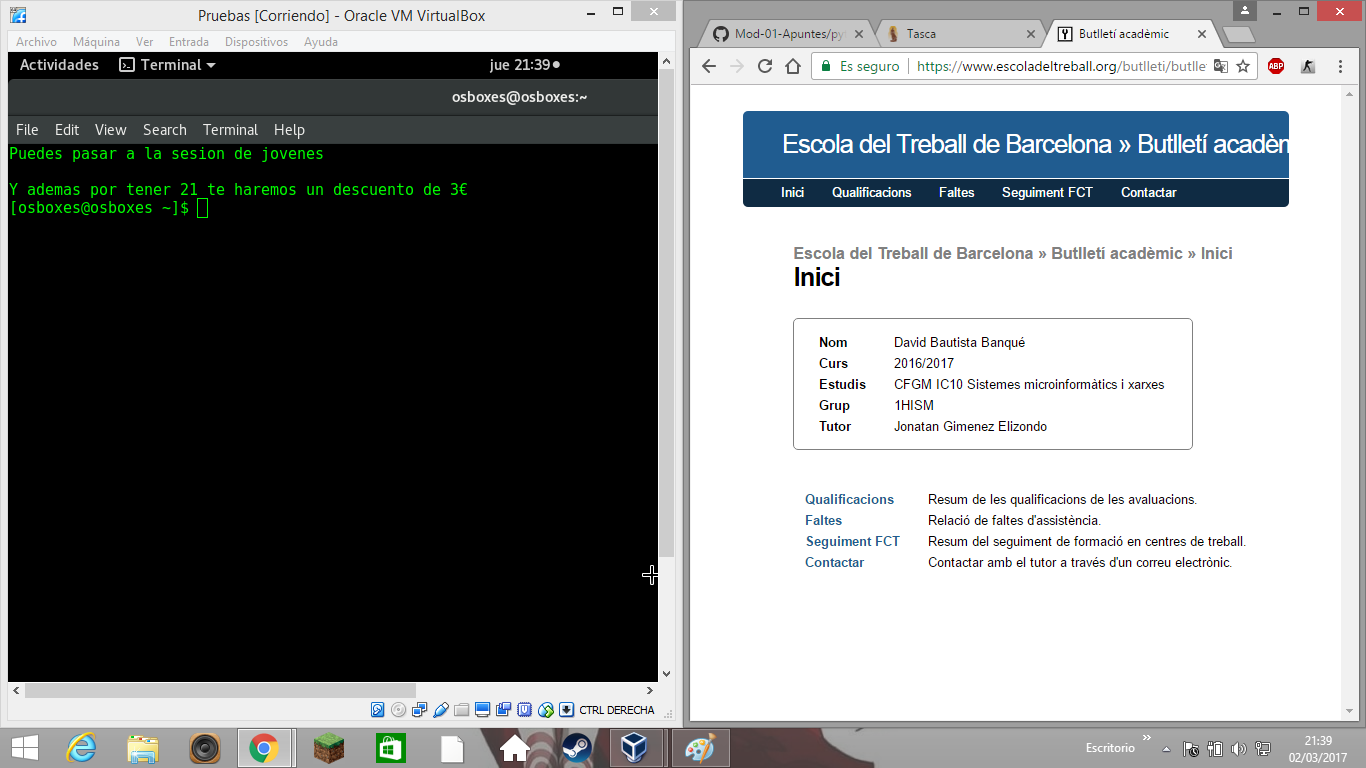 Pruebas [Corriendo] - Oracle VM VirtualBox
Archivo Máquina Ver Entrada Dispositivos Ayuda
Actividades Terminal jue 21:39
osboxes@osboxes:~
File Edit View Search Terminal Help
Puedes pasar a la sesion de jovenes
Y ademas por tener 21 te haremos un descuento de 3€
[osboxes@osboxes ~]$
CTRL DERECHA
Mod-01-Apuntes/py
Tasca
Butlletí acadèmic
Es seguro https://www.escoladeltreball.org/butlleti/butlle
ABP
Escola del Treball de Barcelona » Butlletí acadèm
Inici Qualificacions Faltes Seguiment FCT Contactar
Escola del Treball de Barcelona » Butlletí acadèmic » Inici
Inici
Nom David Bautista Banqué
Curs 2016/2017
Estudis CFGM IC10 Sistemes microinformàtics i xarxes
Grup 1HISM
Tutor Jonatan Gimenez Elizondo
Qualificacions Resum de les qualificacions de les avaluacions.
Faltes Relació de faltes d'assistència.
Seguiment FCT Resum del seguiment de formació en centres de treball.
Contactar Contactar amb el tutor a través d'un correu electrònic.
Escritorio
21:39
02/03/2017